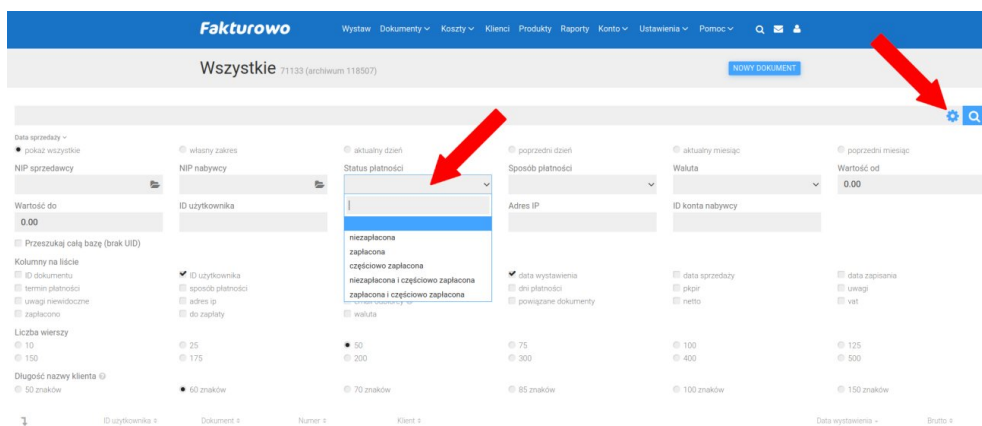 Fakturowo Wystaw Dokumenty Koszty Klienci Produkty Raporty Konto Ustawienia Pomoc
Wszystkie 71133 (archiwum 118507) NOWY DOKUMENT
Data sprzedaży
pokaż wszystkie własny zakres aktualny dzień poprzedni dzień aktualny miesiąc poprzedni miesiąc
NIP sprzedawcy NIP nabywcy Status płatności Sposób płatności Waluta Wartość od
0.00
Wartość do ID użytkownika Adres IP ID konta nabywcy
0.00
niezapłacona
zapłacona
częściowo zapłacona
niezapłacona i częściowo zapłacona
zapłacona i częściowo zapłacona
Przeszukaj całą bazę (brak UID)
Kolumny na liście
ID dokumentu ID użytkownika data wystawienia data sprzedaży data zapisania
termin płatności sposób płatności dni płatności pkpir uwagi
uwagi niewidoczne adres ip powiązane dokumenty netto vat
zapłacono do zapłaty waluta
Liczba wierszy
10 25 50 75 100 125
150 175 200 300 400 500
Długość nazwy klienta
50 znaków 60 znaków 70 znaków 85 znaków 100 znaków 150 znaków
ID użytkownika Dokument Numer Klient Data wystawienia Brutto